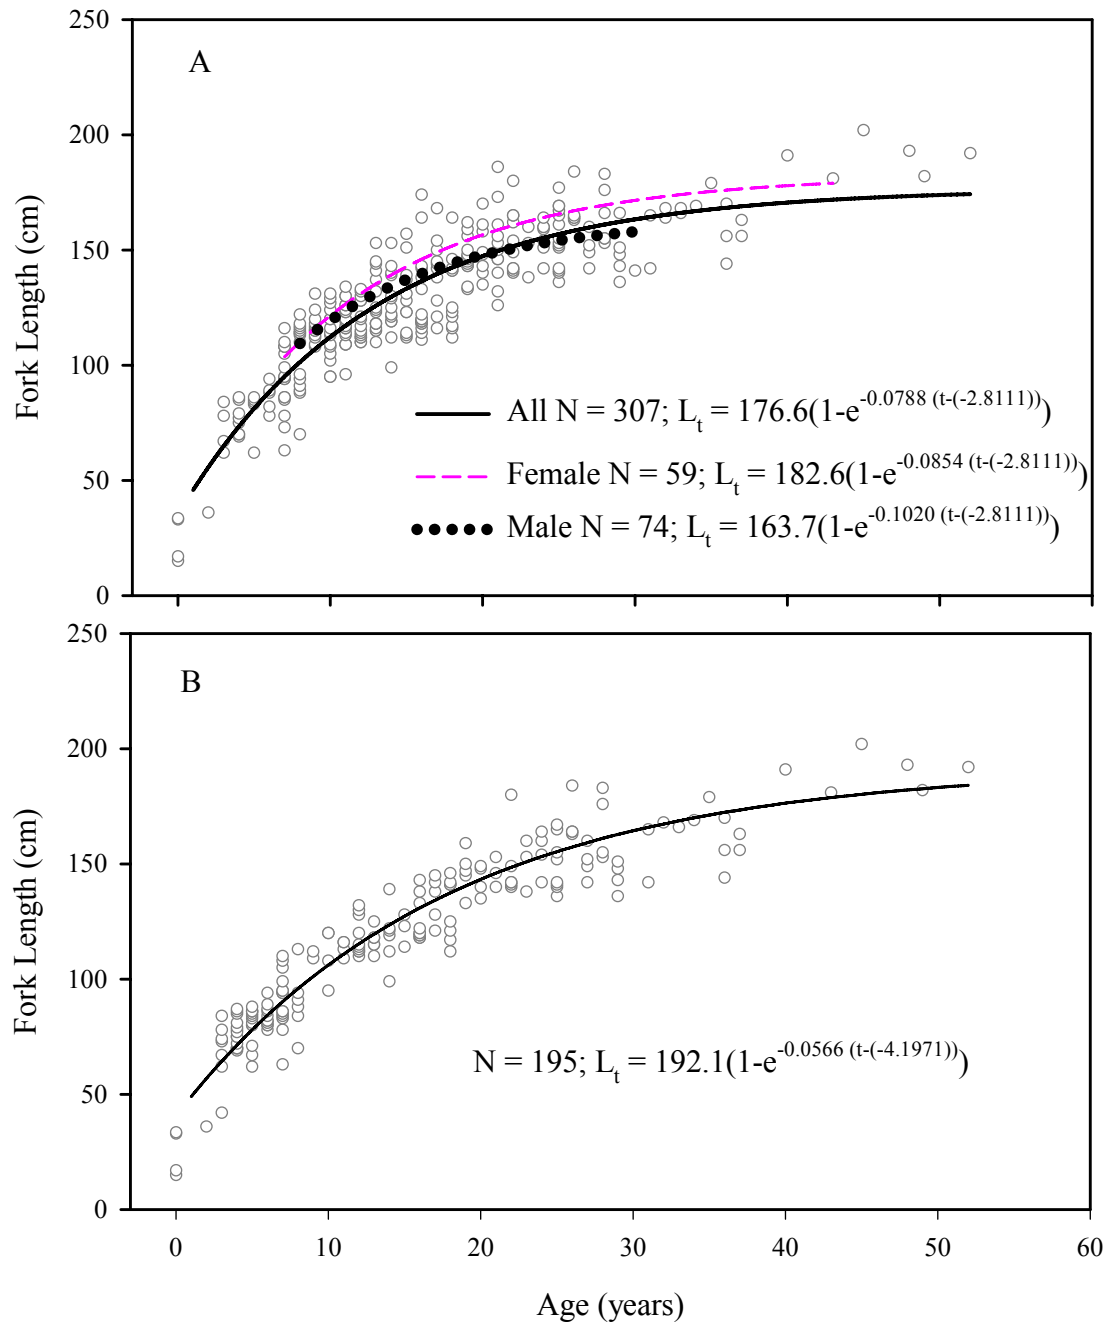 250
A
200
150
100
50
0
Fork Length (cm)
All N = 307; Lt = 176.6(1-e-0.0788 (t-(-2.8111)))
Female N = 59; Lt = 182.6(1-e-0.0854 (t-(-2.8111)))
Male N = 74; Lt = 163.7(1-e-0.1020 (t-(-2.8111)))
250
B
200
150
100
50
0
Fork Length (cm)
N = 195; Lt = 192.1(1-e-0.0566 (t-(-4.1971)))
0 10 20 30 40 50 60
Age (years)